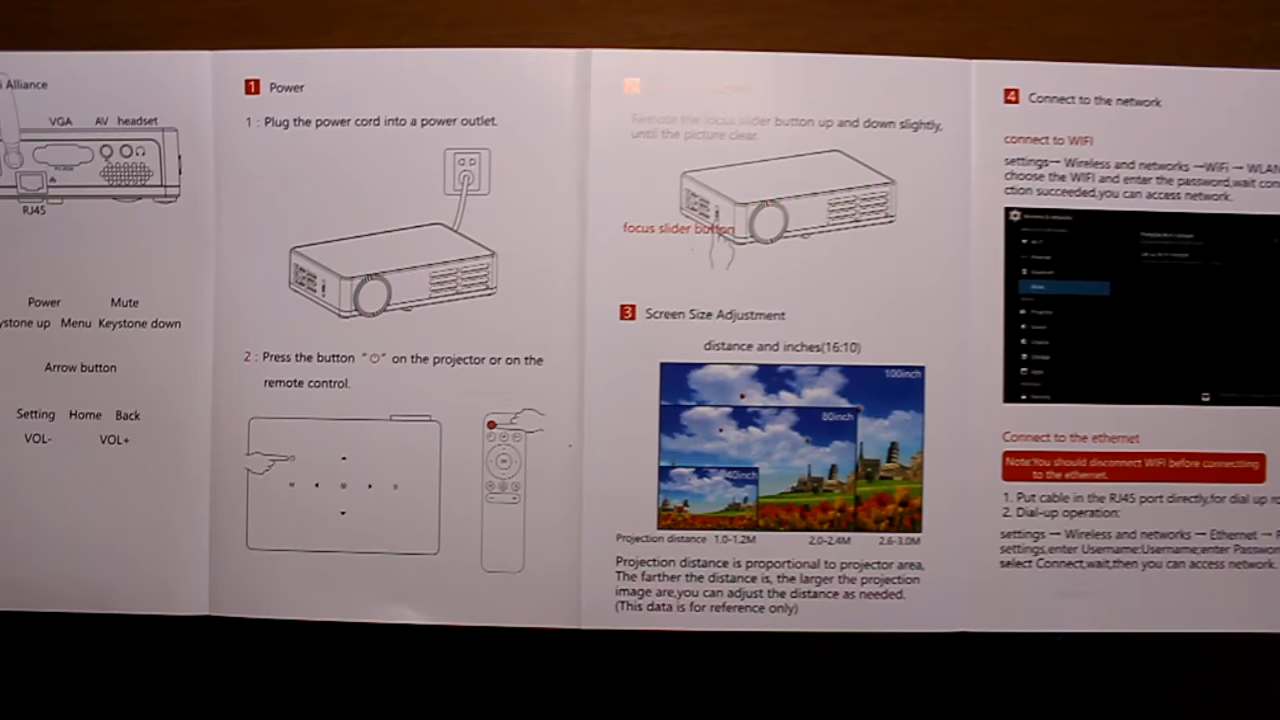 Alliance
VGA AV headset
RJ45
Power Mute
ystone up Menu Keystone down
Arrow button
Setting Home Back
VOL- VOL+
1 Power
1 : Plug the power cord into a power outlet.
2 : Press the button " " on the projector or on the
remote control.
Remote the focus slider button up and down slightly,
until the picture clear.
focus slider button
3 Screen Size Adjustment
distance and inches(16:10)
100inch
80inch
40inch
Projection distance 1.0-1.2M 2.0-2.4M 2.6-3.0M
Projection distance is proportional to projector area,
The farther the distance is, the larger the projection
image are,you can adjust the distance as needed.
(This data is for reference only)
4 Connect to the network
connect to WIFI
settings→ Wireless and networks →WiFi → WLAN
choose the WIFI and enter the password,wait con
ction succeeded,you can access network.
Connect to the ethernet
Note:You should disconnect WIFI before connectting
to the ethernet.
1. Put cable in the RJ45 port directly,for dial up ro
2. Dial-up operation:
settings → Wireless and networks → Ethernet →
settings,enter Username:Username;enter Passwor
select Connect,wait,then you can access network.